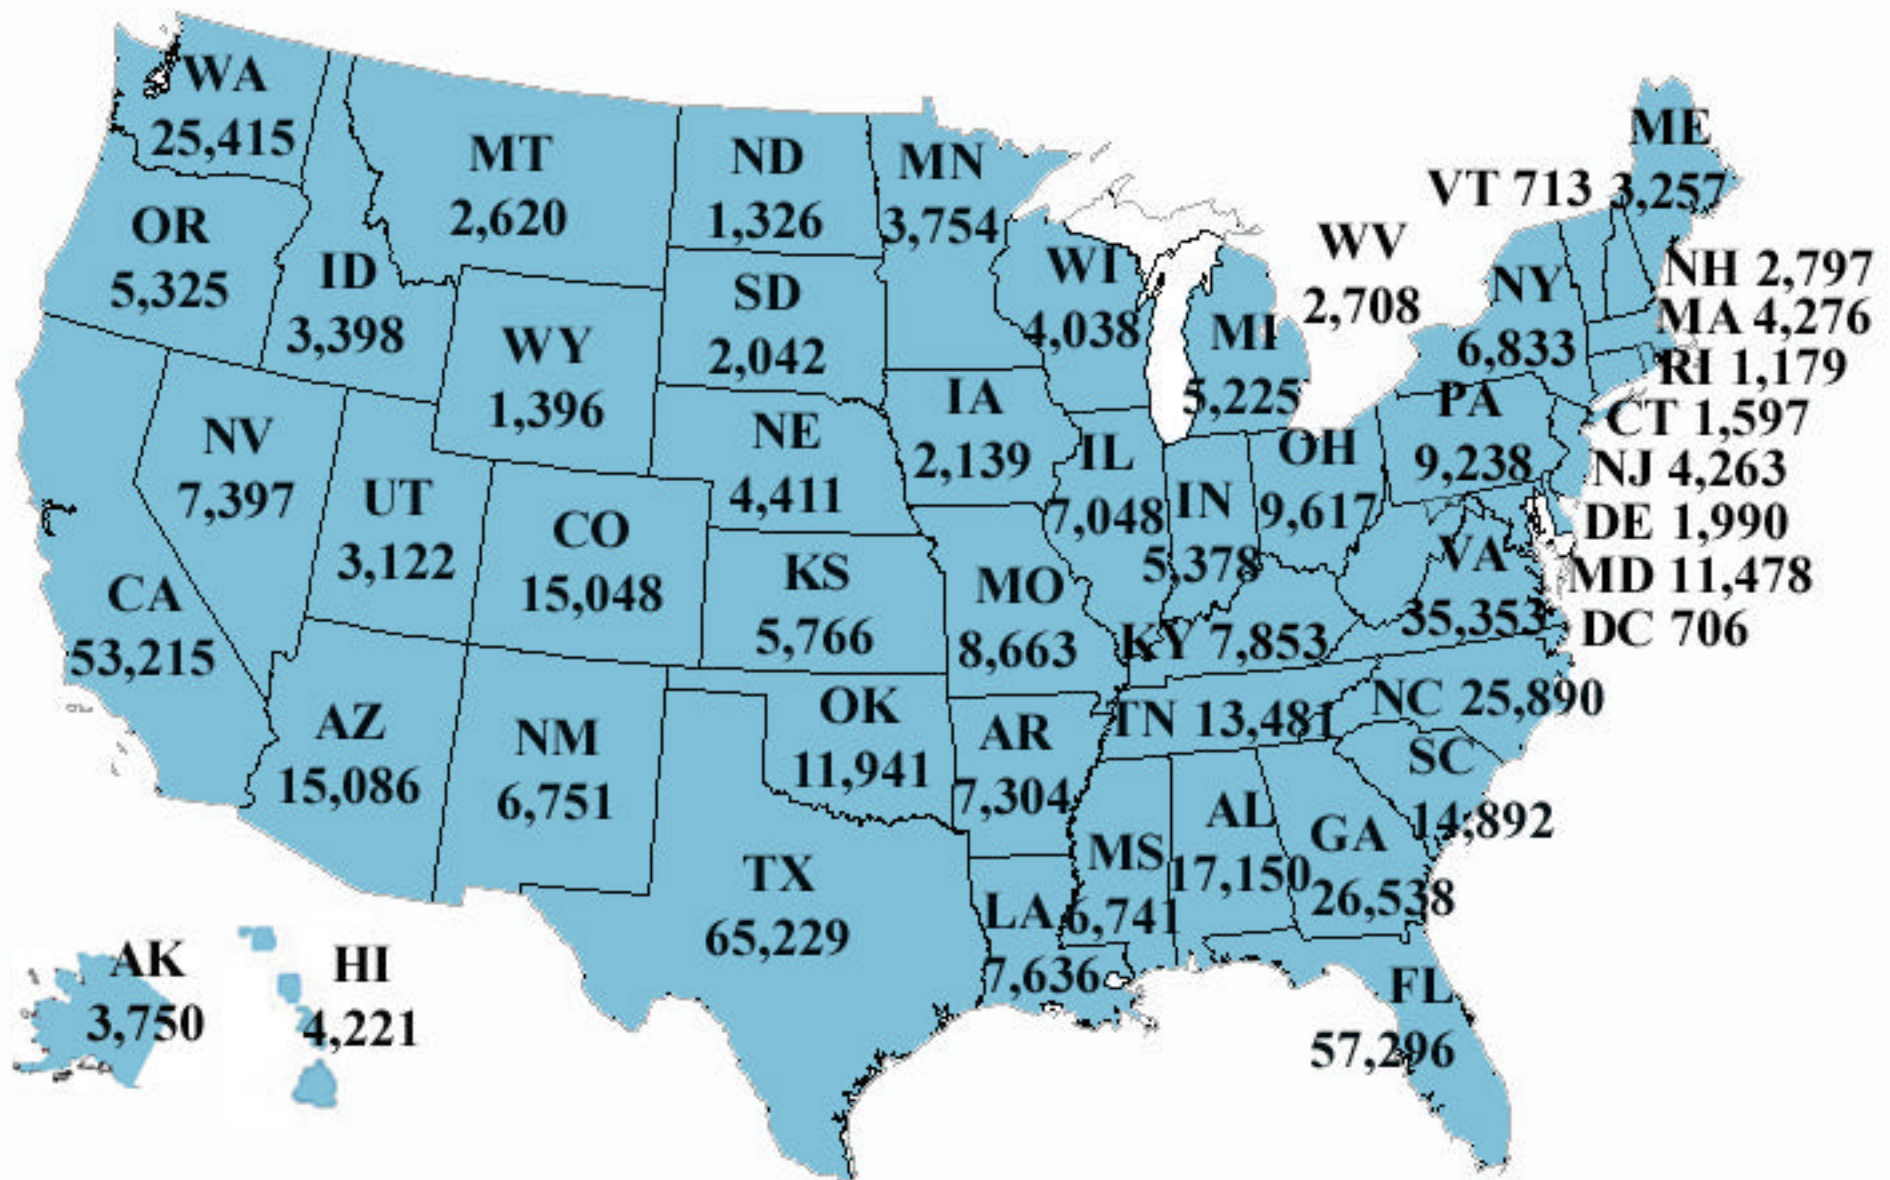 WA
25,415
MT
2,620
ND
1,326
MN
3,754
ME
3,257
VT 713
OR
5,325
ID
3,398
WY
1,396
SD
2,042
WI
4,038
MI
5,225
WV
2,708
NY
6,833
NH 2,797
MA 4,276
RI 1,179
CT 1,597
NJ 4,263
DE 1,990
MD 11,478
DC 706
NV
7,397
UT
3,122
CO
15,048
NE
4,411
IA
2,139
IL
7,048
IN
5,378
OH
9,617
PA
9,238
CA
53,215
KS
5,766
MO
8,663
KY 7,853
VA
35,353
AZ
15,086
NM
6,751
OK
11,941
AR
7,304
TN 13,481
NC 25,890
SC
14,892
TX
65,229
LA
7,636
MS
6,741
AL
17,150
GA
26,538
FL
57,296
AK
3,750
HI
4,221